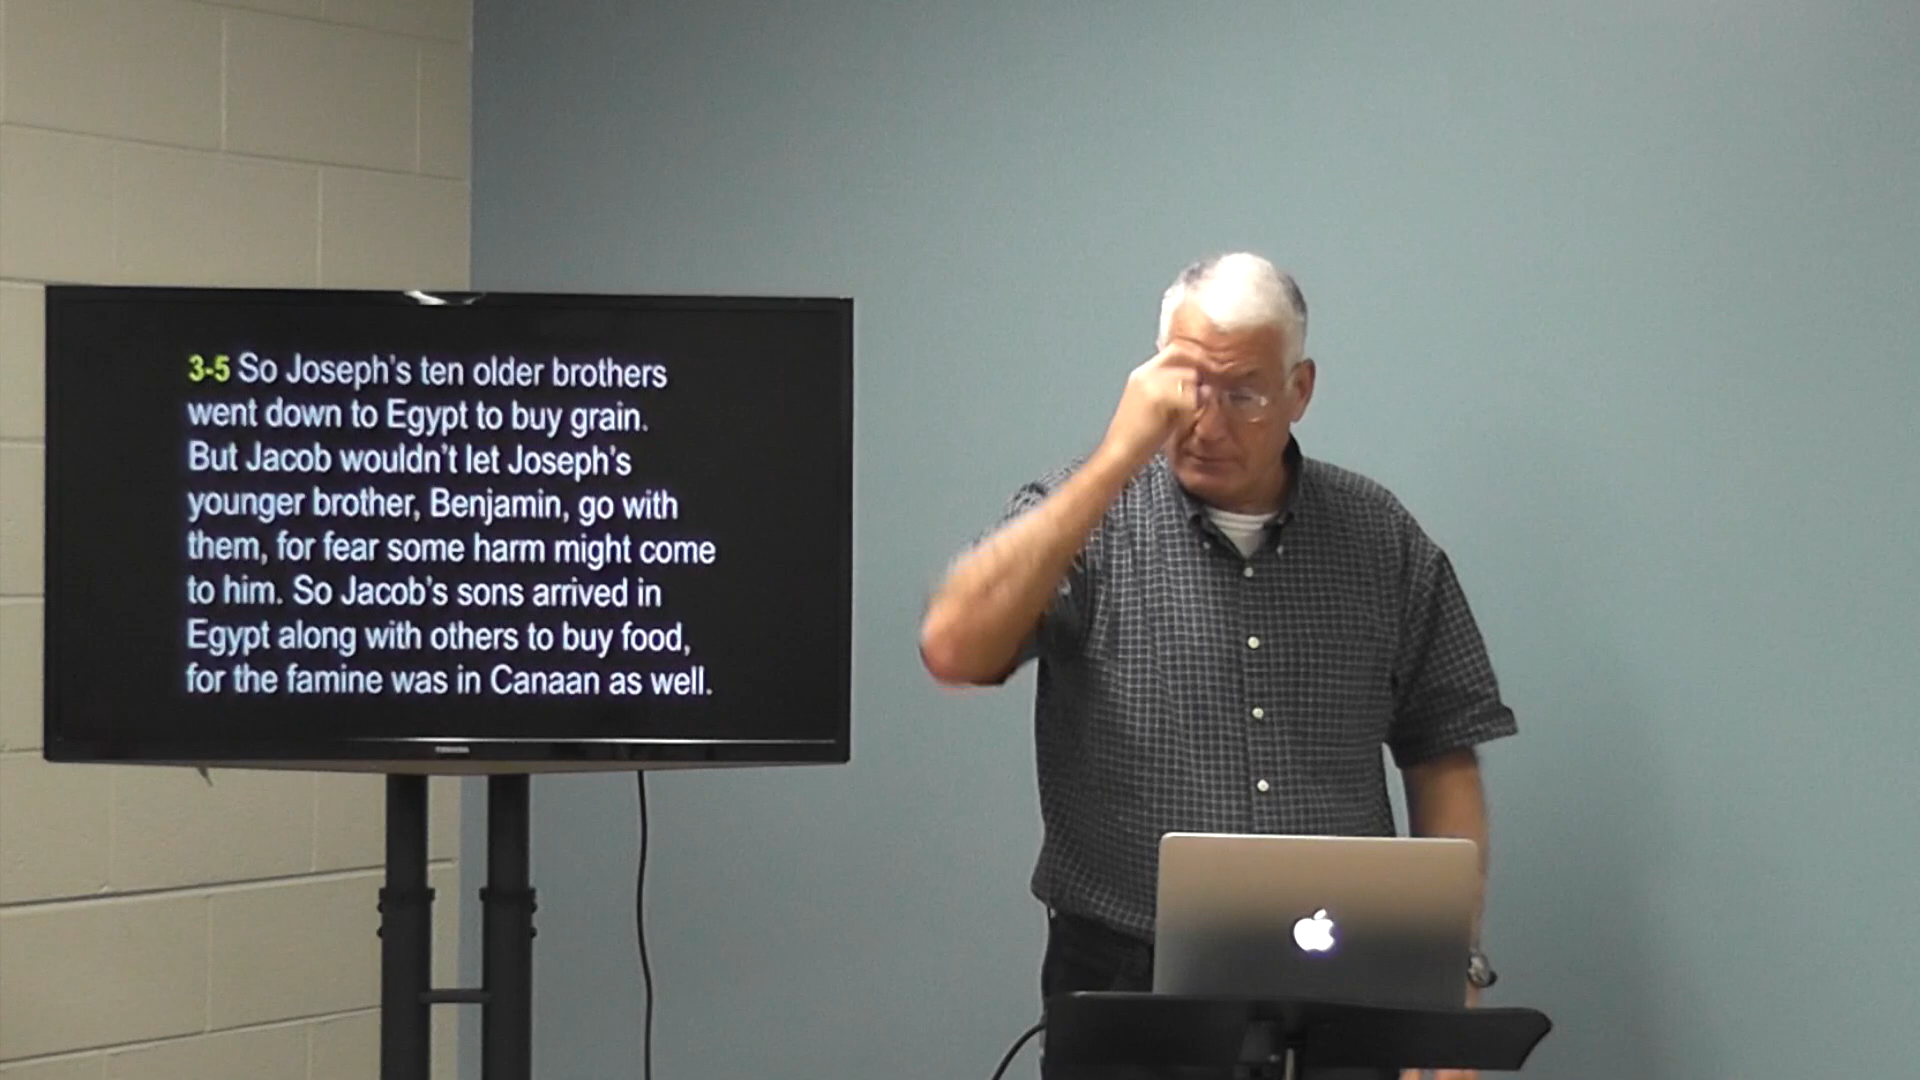 3-5 So Joseph's ten older brothers
went down to Egypt to buy grain.
But Jacob wouldn't let Joseph's
younger brother, Benjamin, go with
them, for fear some harm might come
to him. So Jacob's sons arrived in
Egypt along with others to buy food,
for the famine was in Canaan as well.
TOSHIBA